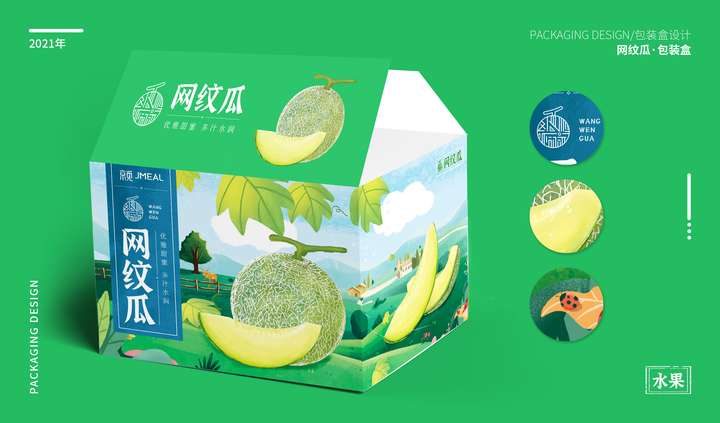 2021年
PACKAGING DESIGN/包装盒设计
网纹瓜·包装盒
网纹瓜
优雅甜蜜 多汁水润
网纹瓜
京觅 JMEAL
WANG
WEN
GUA
网纹瓜
优雅甜蜜 多汁水润
WANG
WEN
GUA
PACKAGING DESIGN
水果